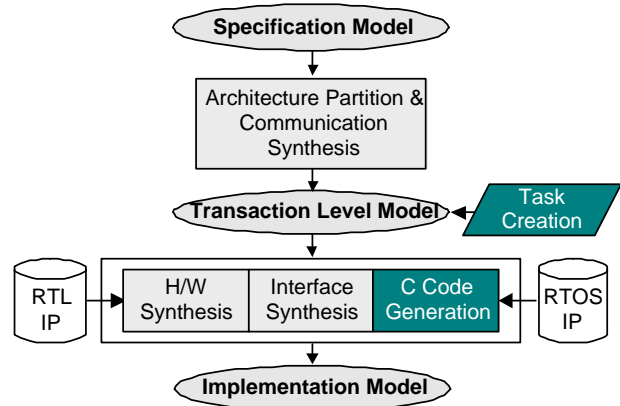 Specification Model
Architecture Partition &
Communication
Synthesis
Transaction Level Model
Task
Creation
RTL
IP
H/W
Synthesis
Interface
Synthesis
C Code
Generation
RTOS
IP
Implementation Model